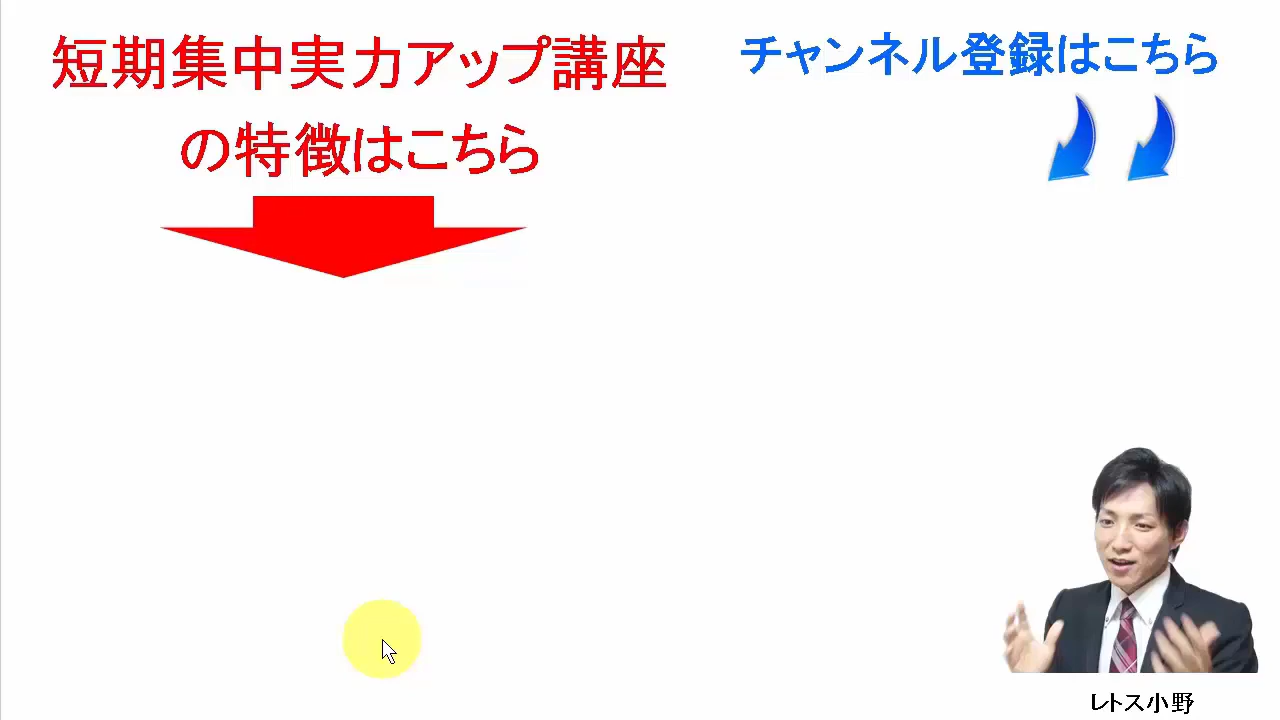 短期集中実力アップ講座
の特徴はこちら
チャンネル登録はこちら
レトス小野